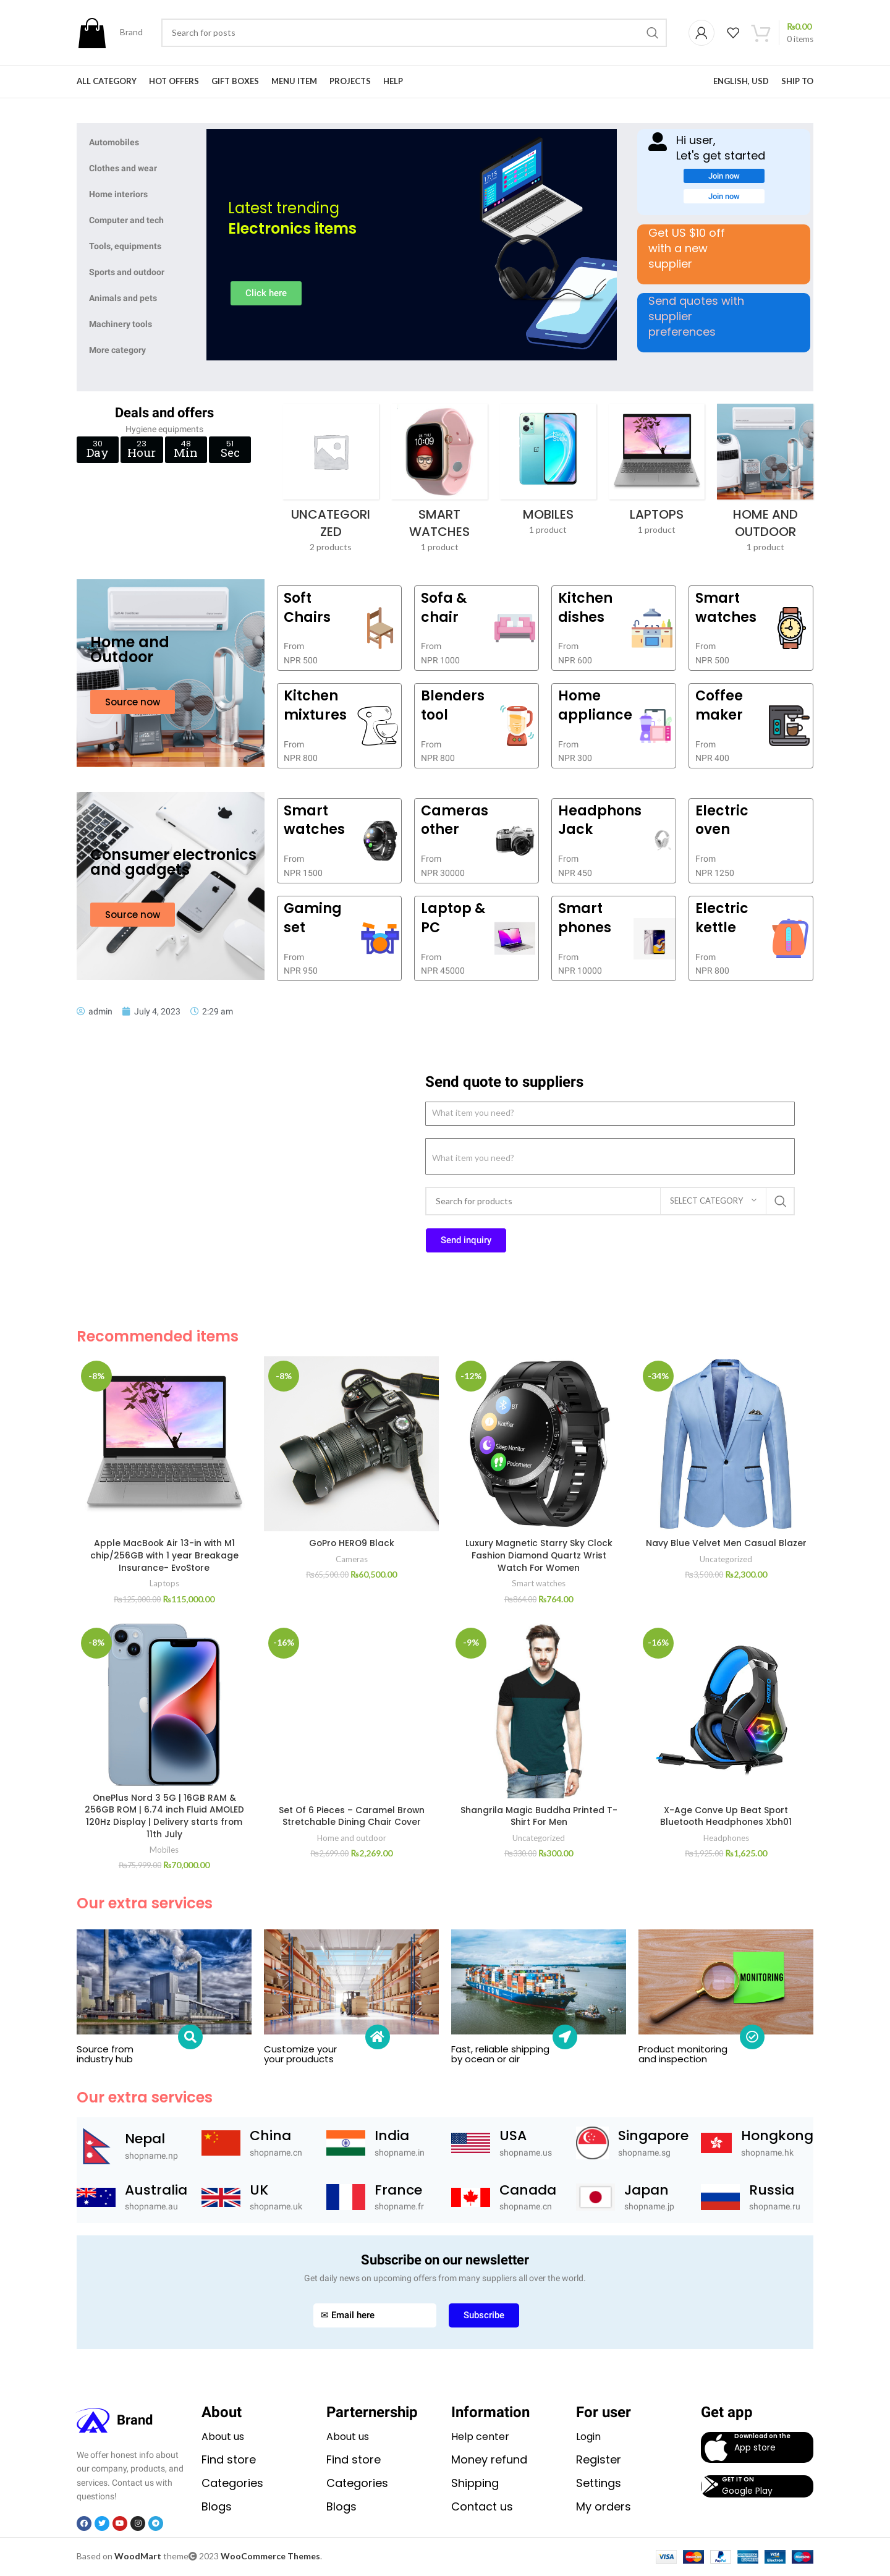 Brand
Search for posts
₨0.00
0 items
ALL CATEGORY HOT OFFERS GIFT BOXES MENU ITEM PROJECTS HELP
ENGLISH, USD SHIP TO
Automobiles
Clothes and wear
Home interiors
Computer and tech
Tools, equipments
Sports and outdoor
Animals and pets
Machinery tools
More category
Latest trending
Electronics items
Click here
Hi user,
Let's get started
Join now
Join now
Get US $10 off
with a new
supplier
Send quotes with
supplier
preferences
Deals and offers
Hygiene equipments
30 23 48 51
Day Hour Min Sec
UNCATEGORI
ZED
2 products
SMART
WATCHES
1 product
MOBILES
1 product
LAPTOPS
1 product
HOME AND
OUTDOOR
1 product
Home and
Outdoor
Source now
Soft
Chairs
From
NPR 500
Sofa &
chair
From
NPR 1000
Kitchen
dishes
From
NPR 600
Smart
watches
From
NPR 500
Kitchen
mixtures
From
NPR 800
Blenders
tool
From
NPR 800
Home
appliance
From
NPR 300
Coffee
maker
From
NPR 400
Consumer electronics
and gadgets
Source now
Smart
watches
From
NPR 1500
Cameras
other
From
NPR 30000
Headphons
Jack
From
NPR 450
Electric
oven
From
NPR 1250
Gaming
set
From
NPR 950
Laptop &
PC
From
NPR 45000
Smart
phones
From
NPR 10000
Electric
kettle
From
NPR 800
admin July 4, 2023 2:29 am
Send quote to suppliers
What item you need?
What item you need?
Search for products
SELECT CATEGORY
Send inquiry
Recommended items
-8%
Apple MacBook Air 13-in with M1
chip/256GB with 1 year Breakage
Insurance- EvoStore
Laptops
₨125,000.00 ₨115,000.00
-8%
GoPro HERO9 Black
Cameras
₨65,500.00 ₨60,500.00
-12%
BT
Notifier
Sleep Monitor
Pedometer
Luxury Magnetic Starry Sky Clock
Fashion Diamond Quartz Wrist
Watch For Women
Smart watches
₨864.00 ₨764.00
-34%
Navy Blue Velvet Men Casual Blazer
Uncategorized
₨3,500.00 ₨2,300.00
-8%
OnePlus Nord 3 5G | 16GB RAM &
256GB ROM | 6.74 inch Fluid AMOLED
120Hz Display | Delivery starts from
11th July
Mobiles
₨75,999.00 ₨70,000.00
-16%
Set Of 6 Pieces – Caramel Brown
Stretchable Dining Chair Cover
Home and outdoor
₨2,699.00 ₨2,269.00
-9%
Shangrila Magic Buddha Printed T-
Shirt For Men
Uncategorized
₨330.00 ₨300.00
-16%
X-Age Conve Up Beat Sport
Bluetooth Headphones Xbh01
Headphones
₨1,925.00 ₨1,625.00
Our extra services
Source from
industry hub
Customize your
your prouducts
Fast, reliable shipping
by ocean or air
MONITORING
Product monitoring
and inspection
Our extra services
Nepal
shopname.np
China
shopname.cn
India
shopname.in
USA
shopname.us
Singapore
shopname.sg
Hongkong
shopname.hk
Australia
shopname.au
UK
shopname.uk
France
shopname.fr
Canada
shopname.cn
Japan
shopname.jp
Russia
shopname.ru
Subscribe on our newsletter
Get daily news on upcoming offers from many suppliers all over the world.
✉ Email here
Subscribe
Brand
We offer honest info about
our company, products, and
services. Contact us with
questions!
About
About us
Find store
Categories
Blogs
Parternership
About us
Find store
Categories
Blogs
Information
Help center
Money refund
Shipping
Contact us
For user
Login
Register
Settings
My orders
Get app
Download on the
App store
GET IT ON
Google Play
Based on WoodMart theme 2023 WooCommerce Themes.
VISA MasterCard PayPal AMERICAN EXPRESS VISA Electron Maestro